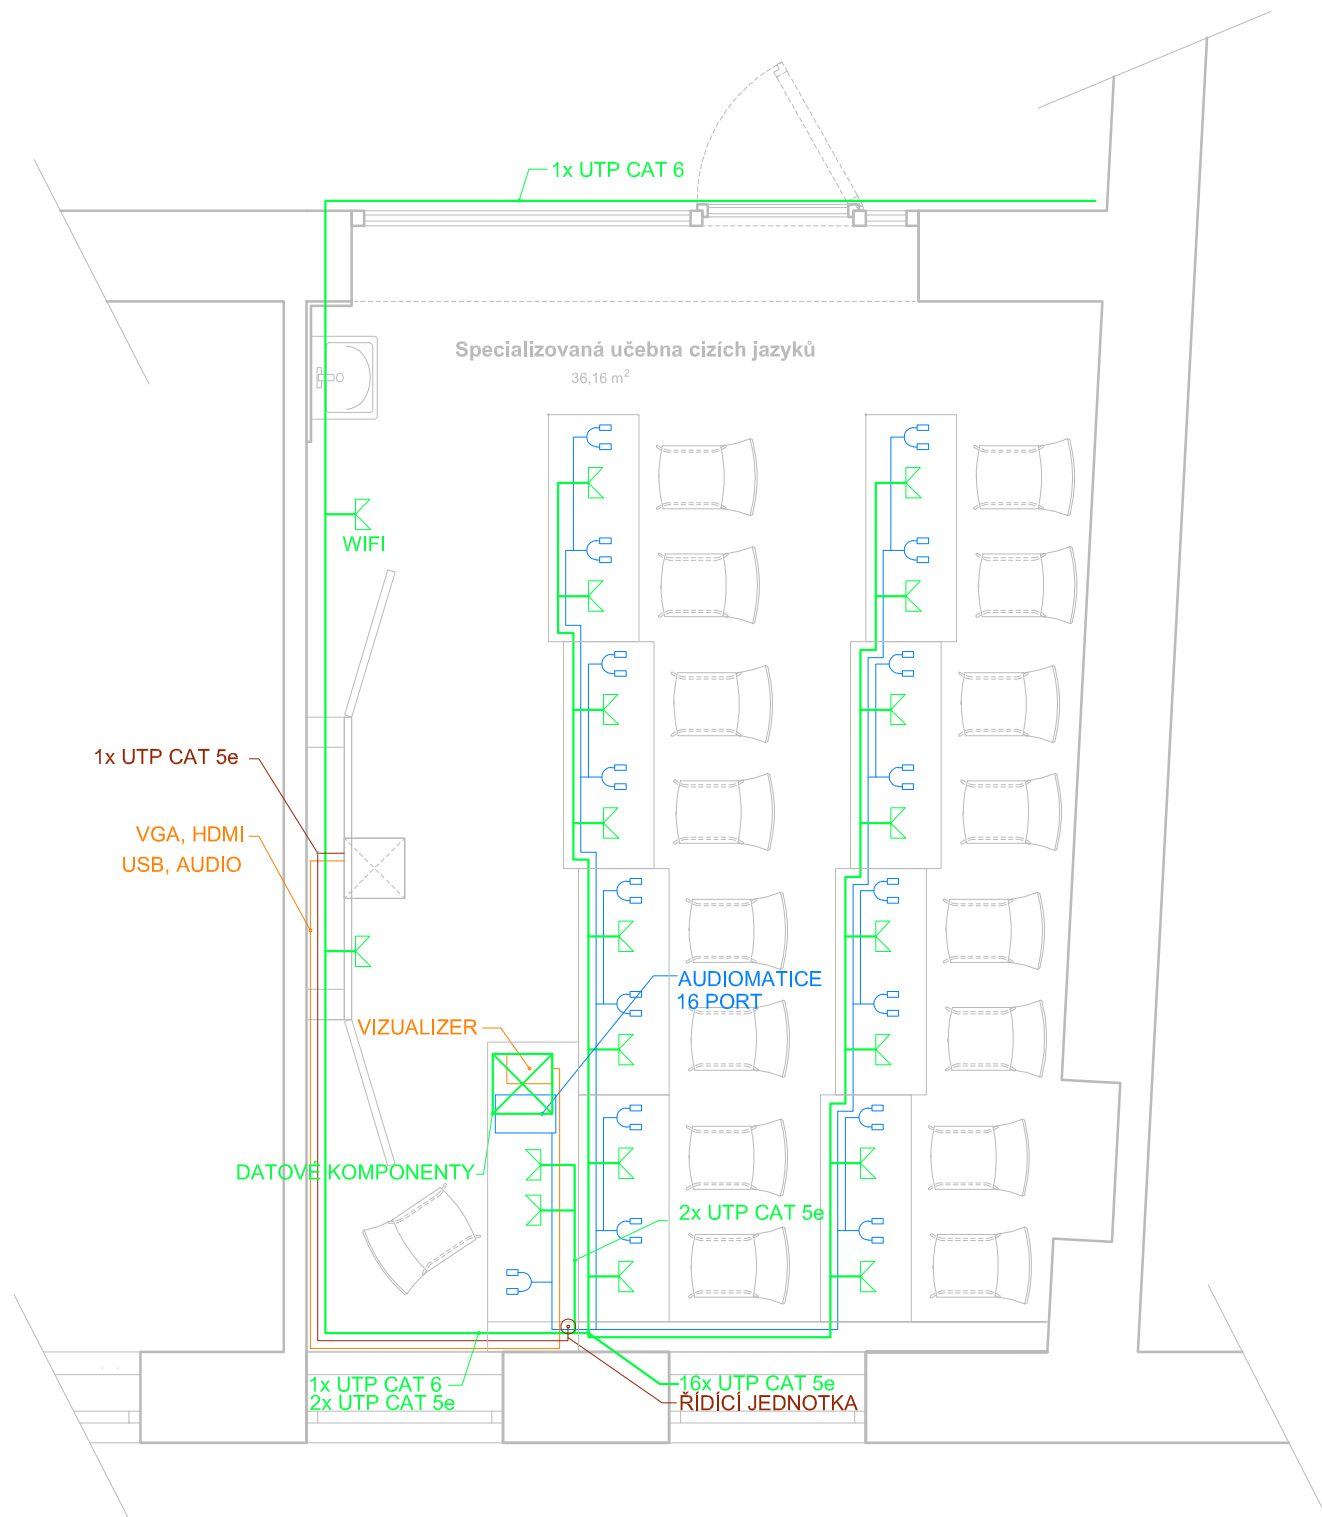 1x UTP CAT 6
Specializovaná učebna cizích jazyků
36,16 m²
WIFI
1x UTP CAT 5e
VGA, HDMI
USB, AUDIO
AUDIOMATICE
16 PORT
VIZUALIZER
DATOVÉ KOMPONENTY
2x UTP CAT 5e
1x UTP CAT 6
2x UTP CAT 5e
16x UTP CAT 5e
ŘÍDÍCÍ JEDNOTKA